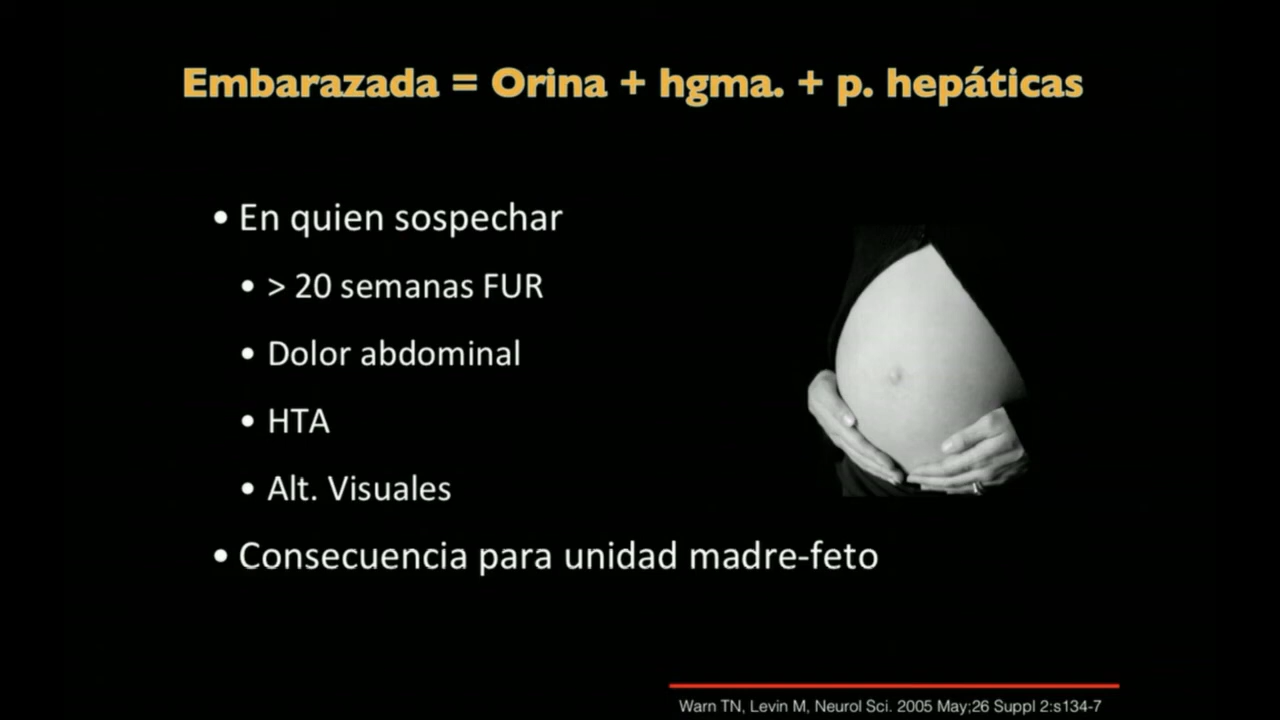 Embarazada = Orina + hgma. + p. hepáticas
• En quien sospechar
• > 20 semanas FUR
• Dolor abdominal
• HTA
• Alt. Visuales
• Consecuencia para unidad madre-feto
Warn TN, Levin M, Neurol Sci. 2005 May;26 Suppl 2:s134-7